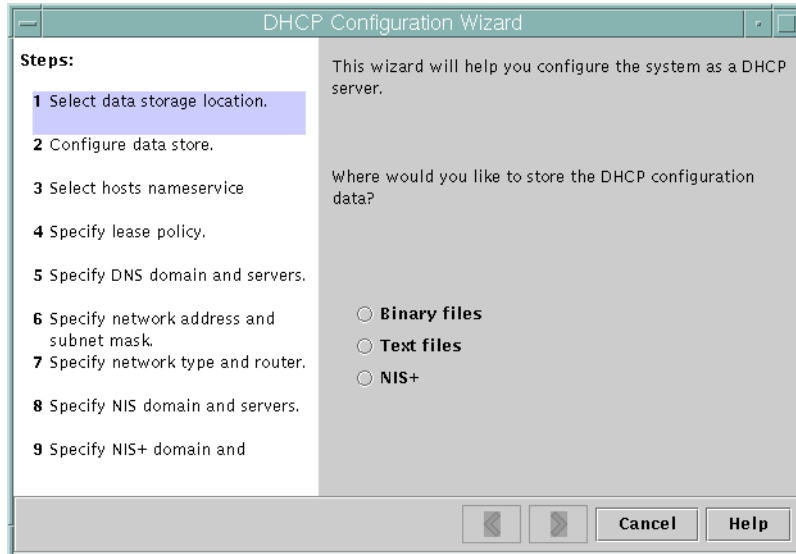 DHCP Configuration Wizard
Steps:
1 Select data storage location.
2 Configure data store.
3 Select hosts nameservice
4 Specify lease policy.
5 Specify DNS domain and servers.
6 Specify network address and
subnet mask.
7 Specify network type and router.
8 Specify NIS domain and servers.
9 Specify NIS+ domain and
This wizard will help you configure the system as a DHCP
server.
Where would you like to store the DHCP configuration
data?
Binary files
Text files
NIS+
Cancel
Help